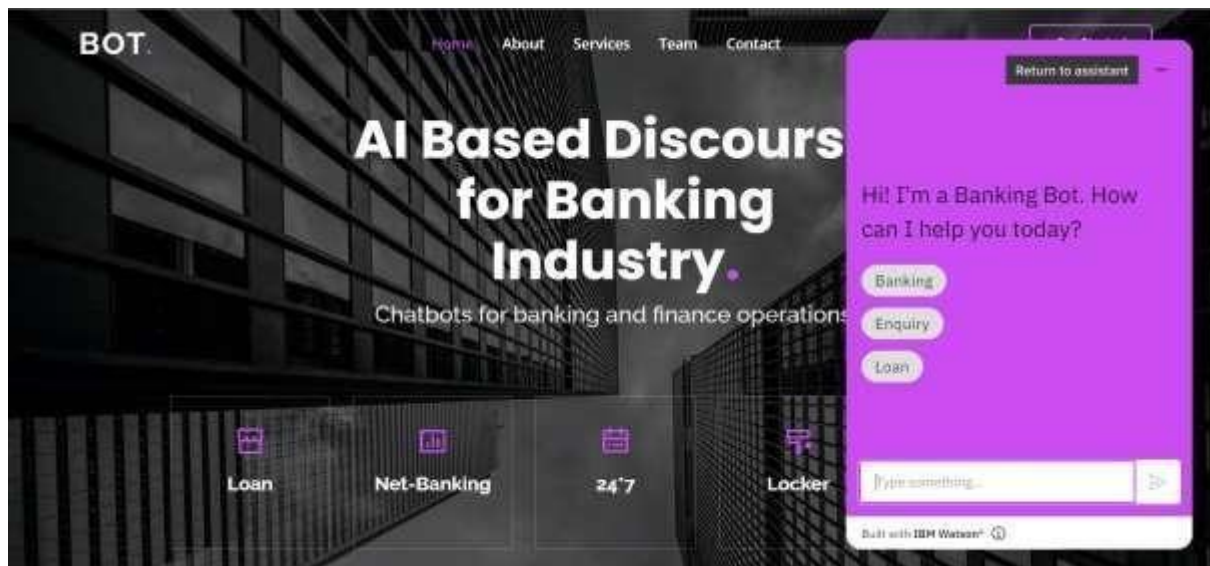 BOT.
Home About Services Team Contact
Return to assistant
AI Based Discours
for Banking
Industry.
Chatbots for banking and finance operations
Loan
Net-Banking
24*7
Locker
Hi! I'm a Banking Bot. How
can I help you today?
Banking
Enquiry
Loan
Type something...
Built with IBM Watson®